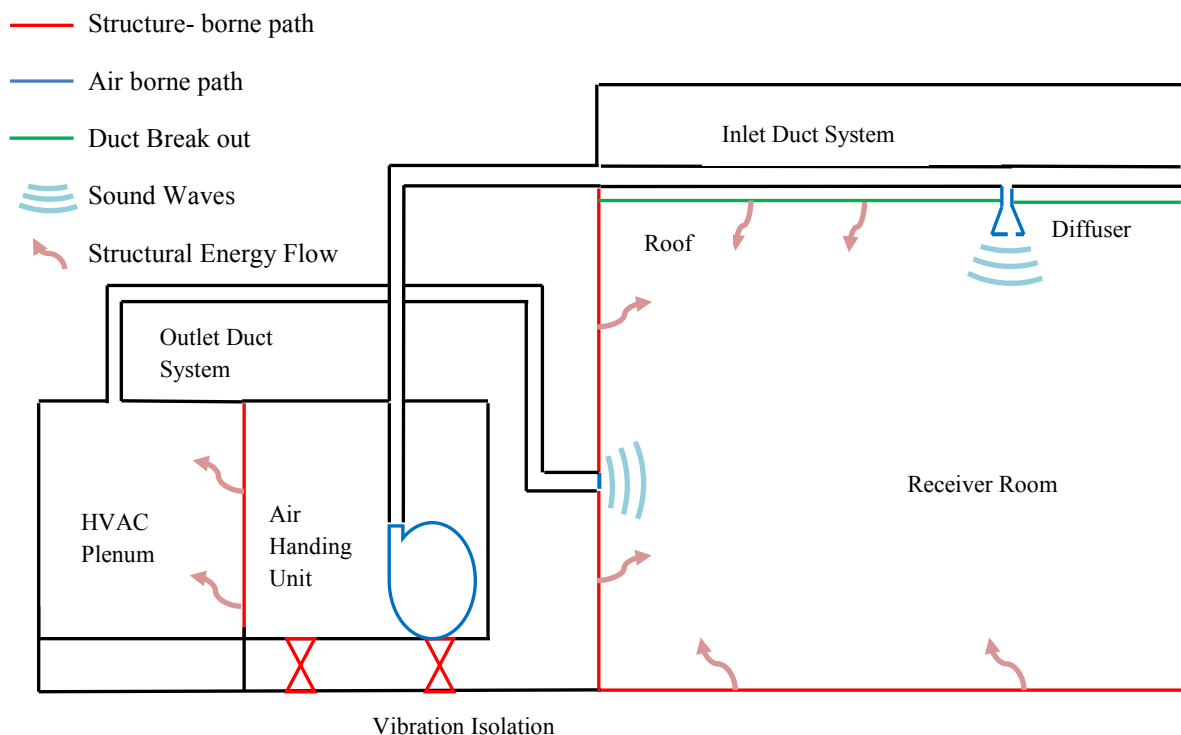 Structure- borne path
Air borne path
Duct Break out
Sound Waves
Structural Energy Flow
Inlet Duct System
Roof
Diffuser
Outlet Duct
System
Receiver Room
HVAC
Plenum
Air
Handing
Unit
Vibration Isolation